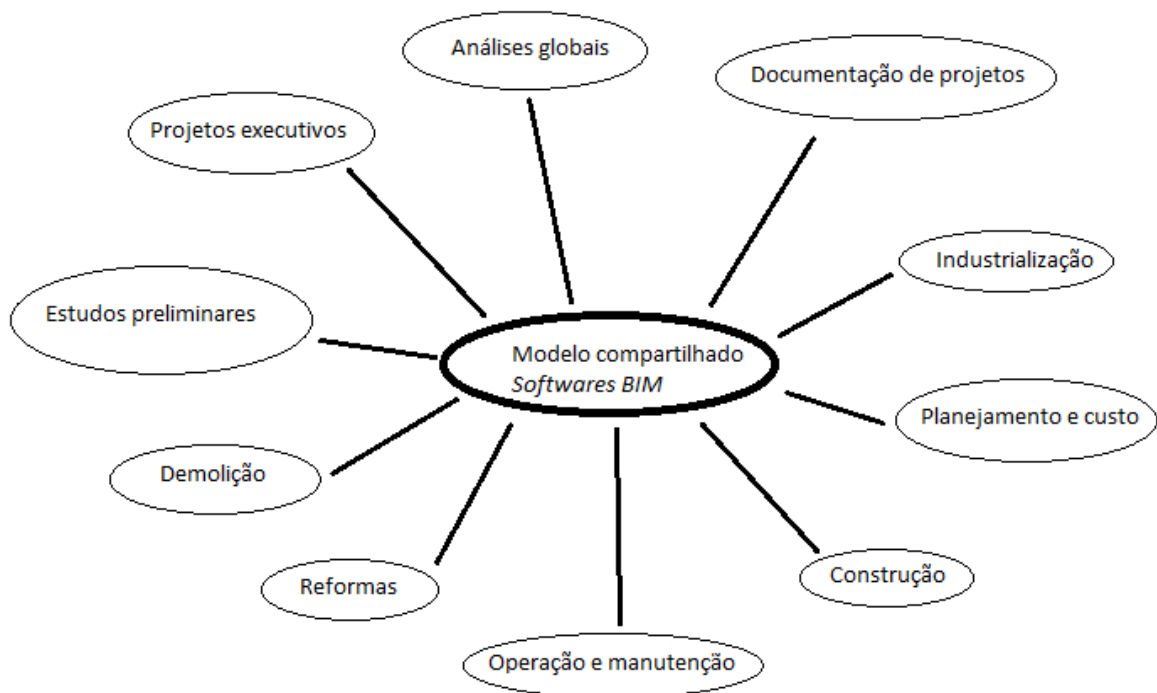 Análises globais
Documentação de projetos
Projetos executivos
Industrialização
Estudos preliminares
Modelo compartilhado
Softwares BIM
Planejamento e custo
Demolição
Construção
Reformas
Operação e manutenção